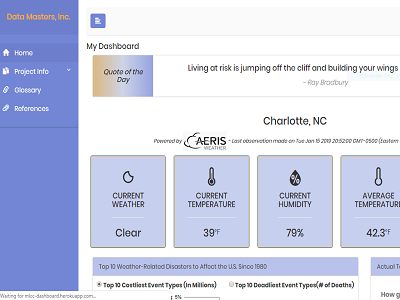 Data Masters, Inc.
Home
Project Info
Glossary
References
My Dashboard
Quote of the Day
Living at risk is jumping off the cliff and building your wings
- Ray Bradbury
Charlotte, NC
Powered by AERIS WEATHER - Last observation made on Tue Jan 15 2019 20:52:00 GMT-0500 (Eastern
CURRENT WEATHER
Clear
CURRENT TEMPERATURE
39°F
CURRENT HUMIDITY
79%
AVERAGE TEMPERATURE
42.3°F
Top 10 Weather-Related Disasters to Affect the U.S. Since 1980
Top 10 Costliest Event Types (In Millions)
Top 10 Deadliest Event Types(# of Deaths)
5%
Actual Te
How g
Waiting for mlcc-dashboard.herokuapp.com...